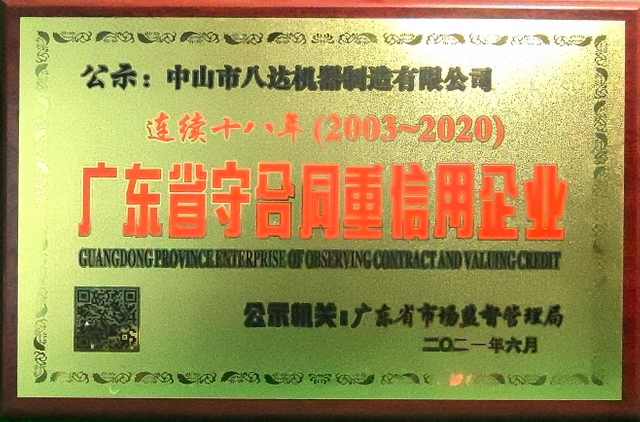 公示：中山市八达机器制造有限公司
连续十八年(2003~2020)
广东省守合同重信用企业
GUANGDONG PROVINCE ENTERPRISE OF OBSERVING CONTRACT AND VALUING CREDIT
公示机关：广东省市场监督管理局
二〇二一年六月